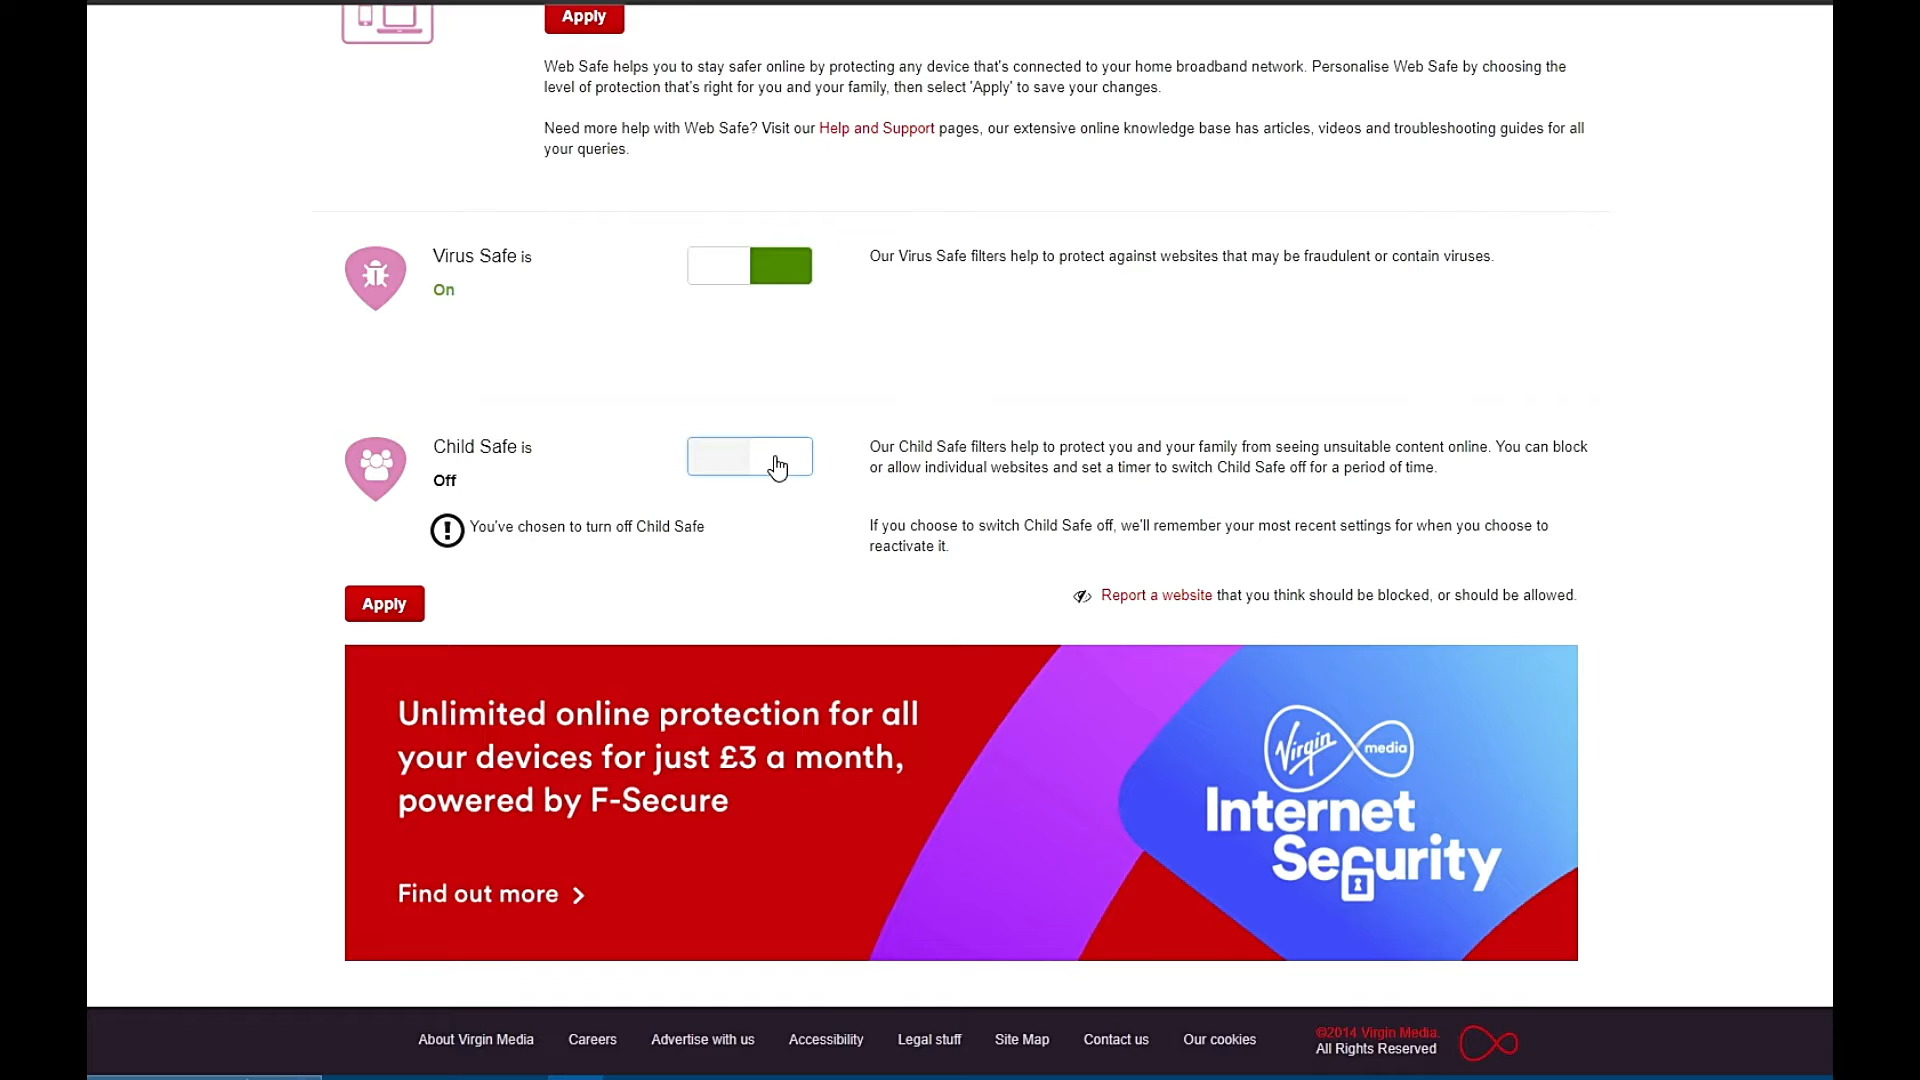 Apply
Web Safe helps you to stay safer online by protecting any device that's connected to your home broadband network. Personalise Web Safe by choosing the
level of protection that's right for you and your family, then select 'Apply' to save your changes.
Need more help with Web Safe? Visit our Help and Support pages, our extensive online knowledge base has articles, videos and troubleshooting guides for all
your queries.
Virus Safe is
On
Our Virus Safe filters help to protect against websites that may be fraudulent or contain viruses.
Child Safe is
Off
Our Child Safe filters help to protect you and your family from seeing unsuitable content online. You can block
or allow individual websites and set a timer to switch Child Safe off for a period of time.
You've chosen to turn off Child Safe
If you choose to switch Child Safe off, we'll remember your most recent settings for when you choose to
reactivate it.
Apply
Report a website that you think should be blocked, or should be allowed.
Unlimited online protection for all
your devices for just £3 a month,
powered by F-Secure
Find out more
Virgin media
Internet
Security
About Virgin Media Careers Advertise with us Accessibility Legal stuff Site Map Contact us Our cookies
©2014 Virgin Media.
All Rights Reserved